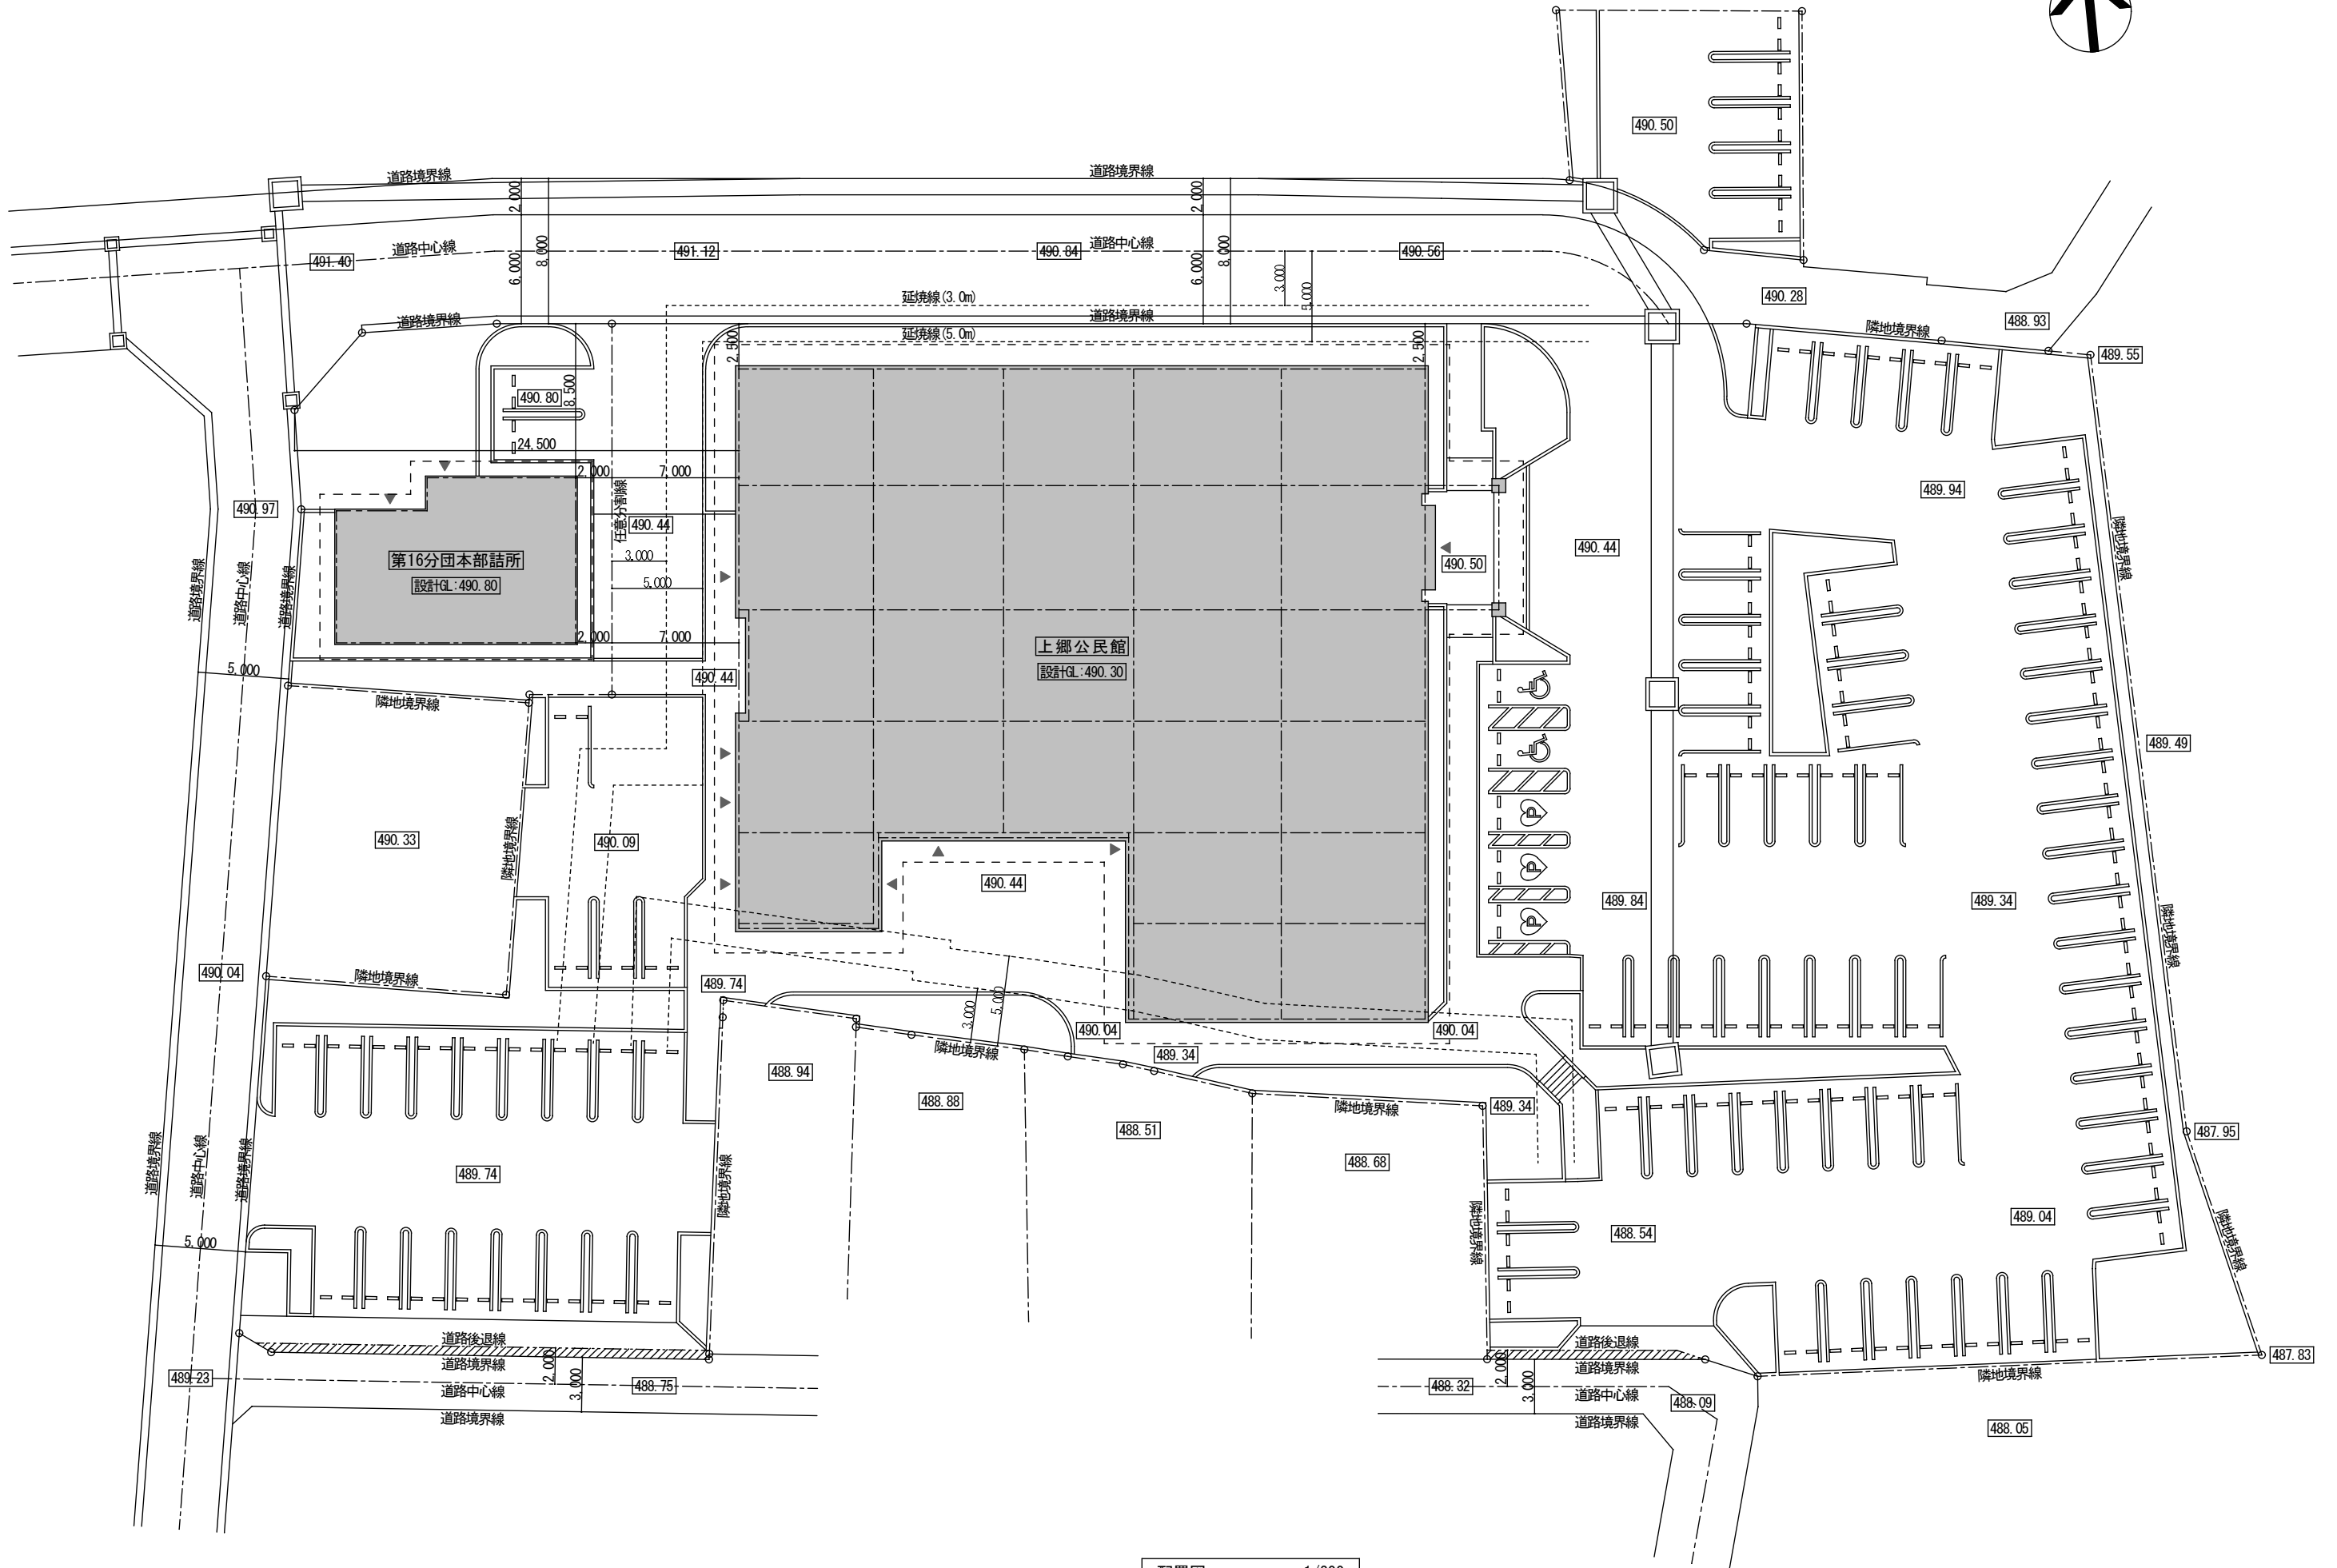 490.50
道路境界線
道路境界線
2,000
8,000
6,000
2,000
8,000
6,000
道路中心線
491.40
491.12
490.84
道路中心線
490.56
3,000
5,000
490.28
延焼線(3.0m)
道路境界線
道路境界線
延焼線(5.0m)
2,500
2,500
隣地境界線
488.93
489.55
490.80
8,500
24,500
2,000
7,000
任意分割線
490.97
490.44
489.94
隣地境界線
第16分団本部詰所
設計GL:490.80
3,000
5,000
490.50
490.44
道路境界線
道路中心線
道路境界線
2,000
7,000
上郷公民館
設計GL:490.30
5,000
490.44
隣地境界線
489.49
490.33
隣地境界線
490.09
P
P
P
490.44
489.84
489.34
隣地境界線
490.04
隣地境界線
489.74
3,000
5,000
490.04
490.04
隣地境界線
489.34
488.94
488.88
488.51
隣地境界線
489.34
487.95
道路境界線
道路中心線
道路境界線
489.74
隣地境界線
488.68
隣地境界線
488.54
489.04
隣地境界線
5,000
道路後退線
道路境界線
2,000
3,000
489.23
道路中心線
488.75
道路境界線
道路後退線
道路境界線
2,000
3,000
488.32
道路中心線
488.09
道路境界線
隣地境界線
487.83
488.05